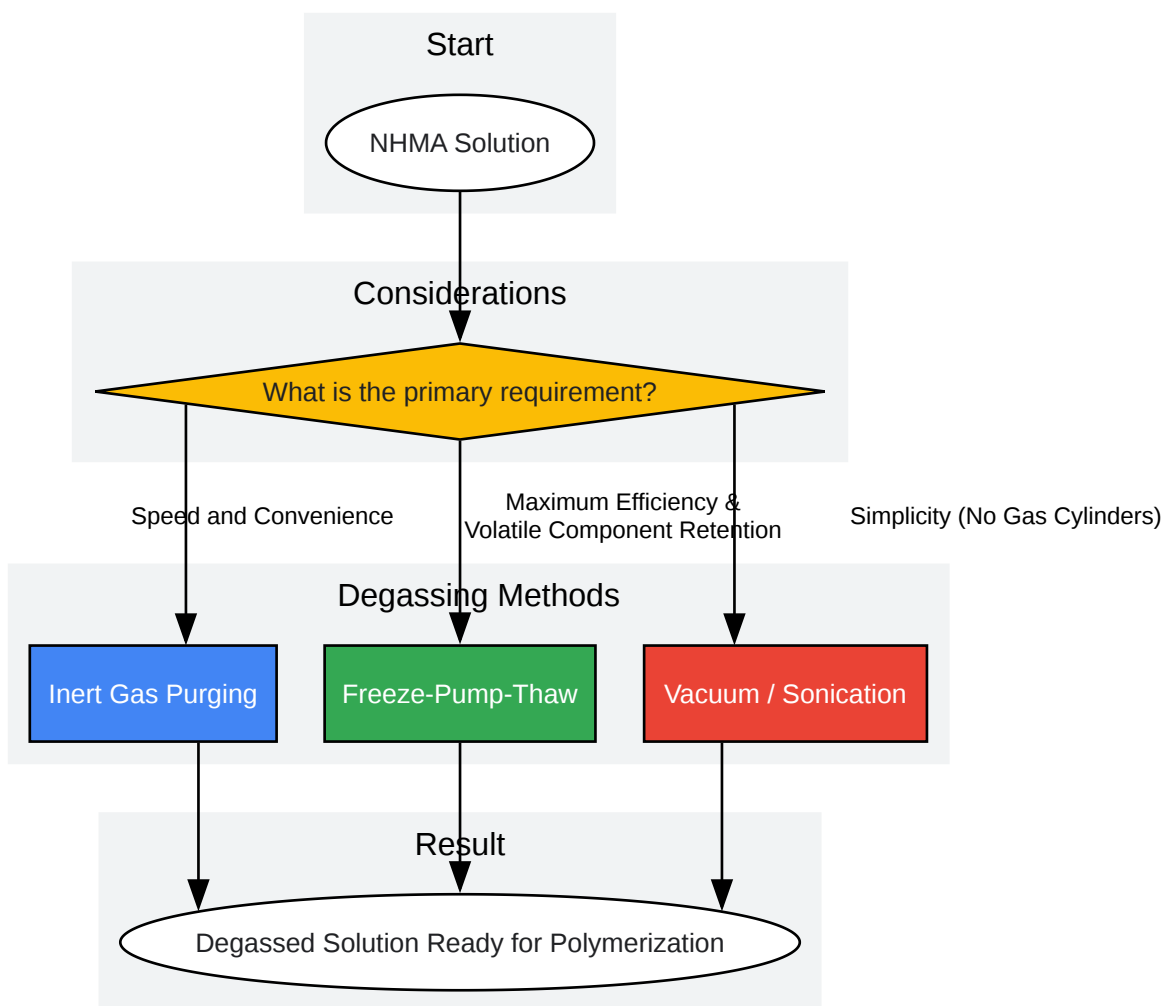 Start
NHMA Solution
Considerations
What is the primary requirement?
Speed and Convenience
Maximum Efficiency &
Volatile Component Retention
Simplicity (No Gas Cylinders)
Degassing Methods
Inert Gas Purging
Freeze-Pump-Thaw
Vacuum / Sonication
Result
Degassed Solution Ready for Polymerization